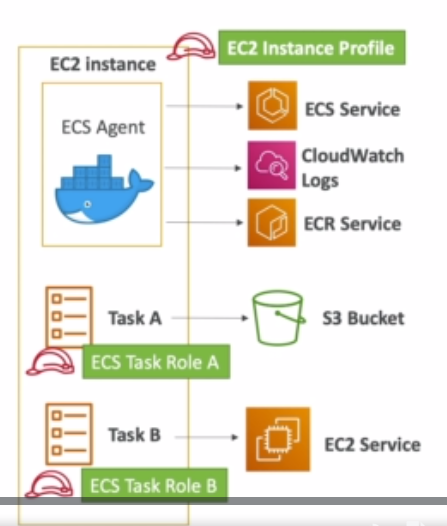 EC2 Instance Profile
EC2 instance
ECS Agent
ECS Service
CloudWatch
Logs
ECR Service
Task A
S3 Bucket
ECS Task Role A
Task B
EC2 Service
ECS Task Role B